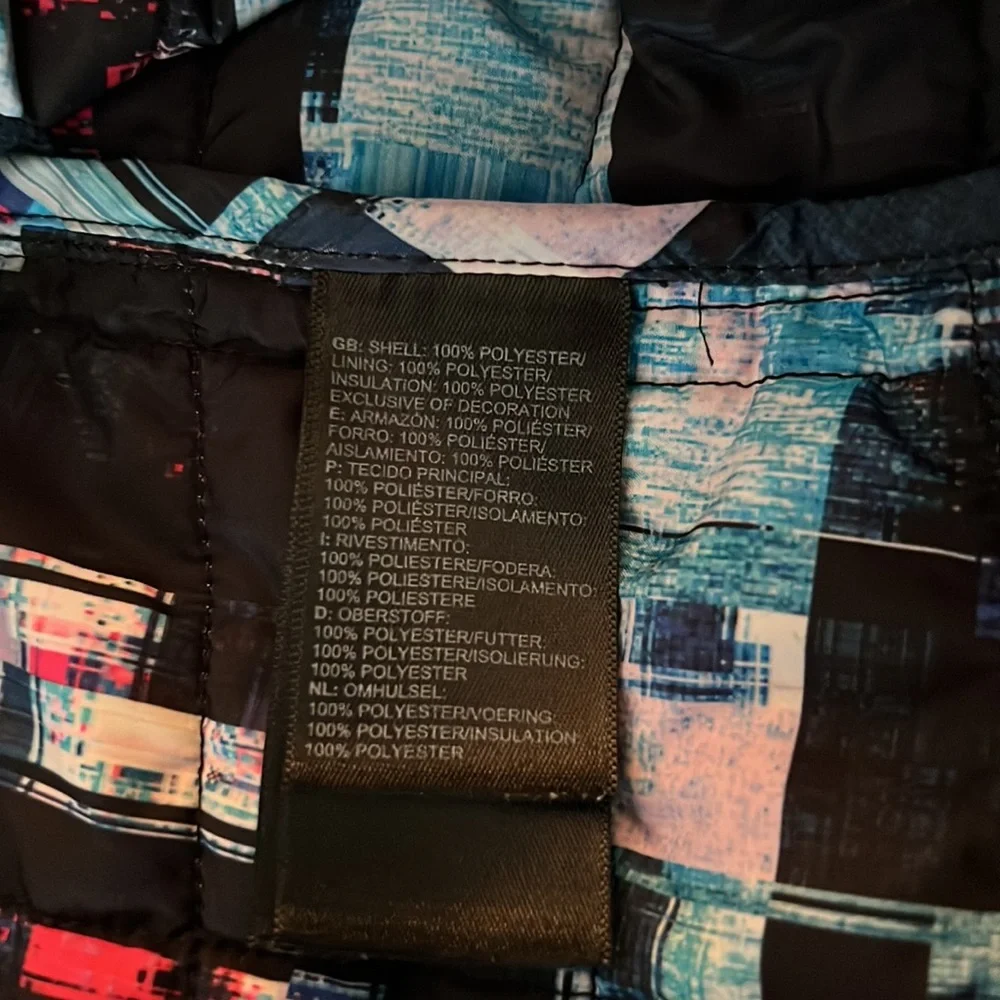 GB: SHELL: 100% POLYESTER/
LINING: 100% POLYESTER/
INSULATION: 100% POLYESTER
EXCLUSIVE OF DECORATION
E: ARMAZÓN: 100% POLIÉSTER/
FORRO: 100% POLIÉSTER/
AISLAMIENTO: 100% POLIÉSTER
P: TECIDO PRINCIPAL:
100% POLIÉSTER/FORRO:
100% POLIÉSTER/ISOLAMENTO:
100% POLIÉSTER
I: RIVESTIMENTO:
100% POLIESTERE/FODERA:
100% POLIESTERE/ISOLAMENTO:
100% POLIESTERE
D: OBERSTOFF:
100% POLYESTER/FUTTER:
100% POLYESTER/ISOLIERUNG:
100% POLYESTER
NL: OMHULSEL:
100% POLYESTER/VOERING:
100% POLYESTER/INSULATION:
100% POLYESTER